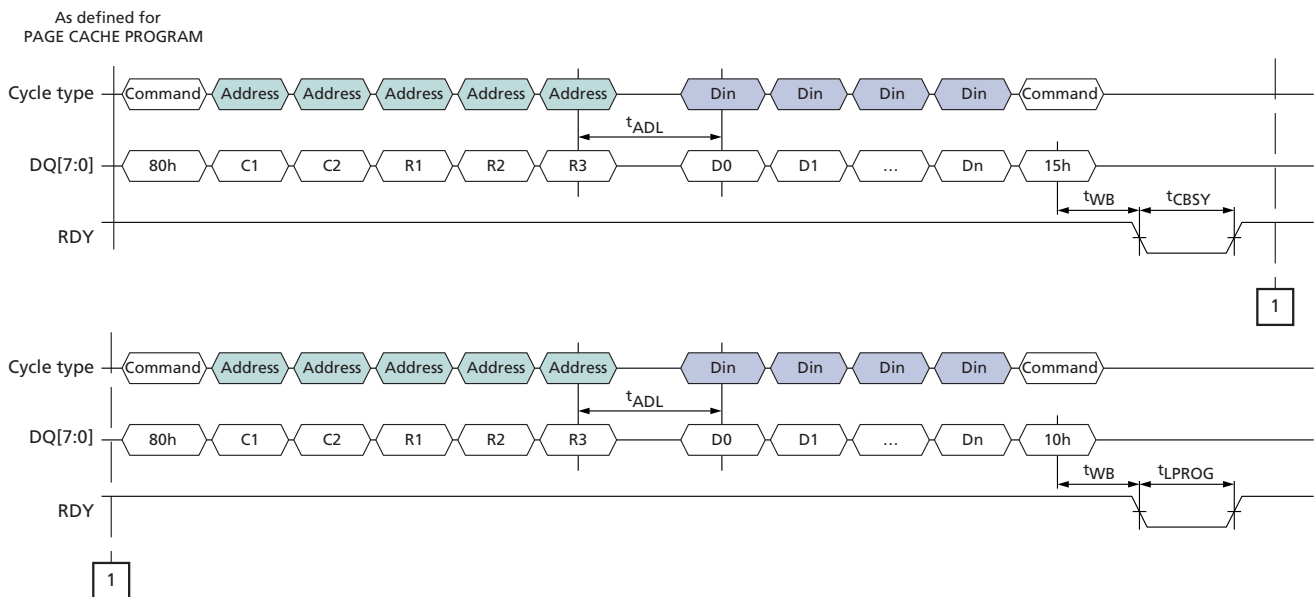 As defined for
PAGE CACHE PROGRAM
Cycle type Command Address Address Address Address Address Din Din Din Din Command
tADL
DQ[7:0] 80h C1 C2 R1 R2 R3 D0 D1 … Dn 15h
tWB tCBSY
RDY
1
Cycle type Command Address Address Address Address Address Din Din Din Din Command
tADL
DQ[7:0] 80h C1 C2 R1 R2 R3 D0 D1 … Dn 10h
tWB tLPROG
RDY
1